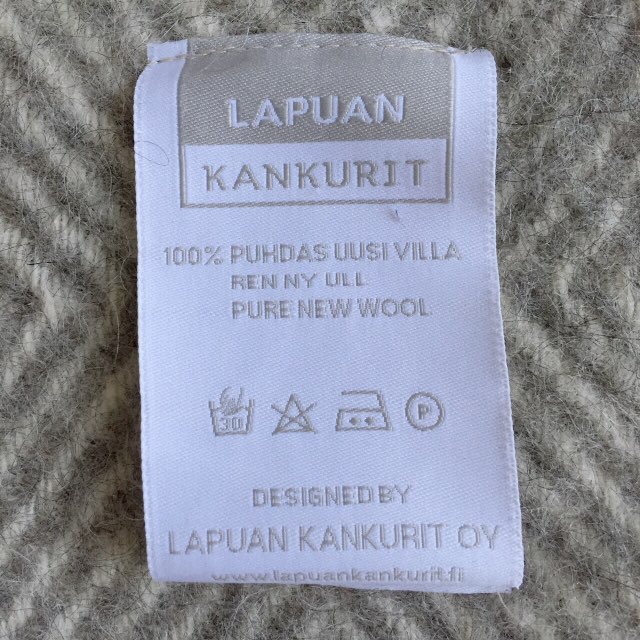 LAPUAN
KANKURIT
100% PUHDAS UUSI VILLA
REN NY ULL
PURE NEW WOOL
30 P
DESIGNED BY
LAPUAN KANKURIT OY
www.lapuankankurit.fi